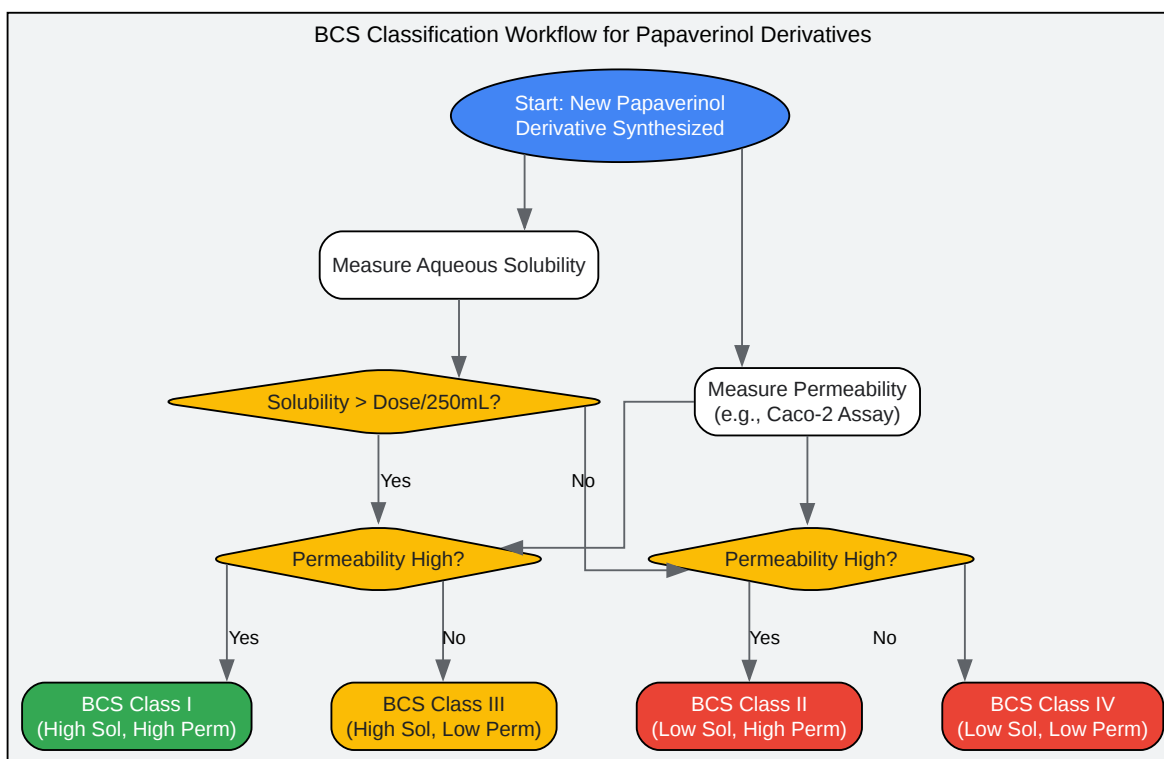 BCS Classification Workflow for Papaverinol Derivatives
Start: New Papaverinol
Derivative Synthesized
Measure Aqueous Solubility
Solubility > Dose/250mL?
Measure Permeability
(e.g., Caco-2 Assay)
Yes
No
Permeability High?
Permeability High?
Yes
No
Yes
No
BCS Class I
(High Sol, High Perm)
BCS Class III
(High Sol, Low Perm)
BCS Class II
(Low Sol, High Perm)
BCS Class IV
(Low Sol, Low Perm)